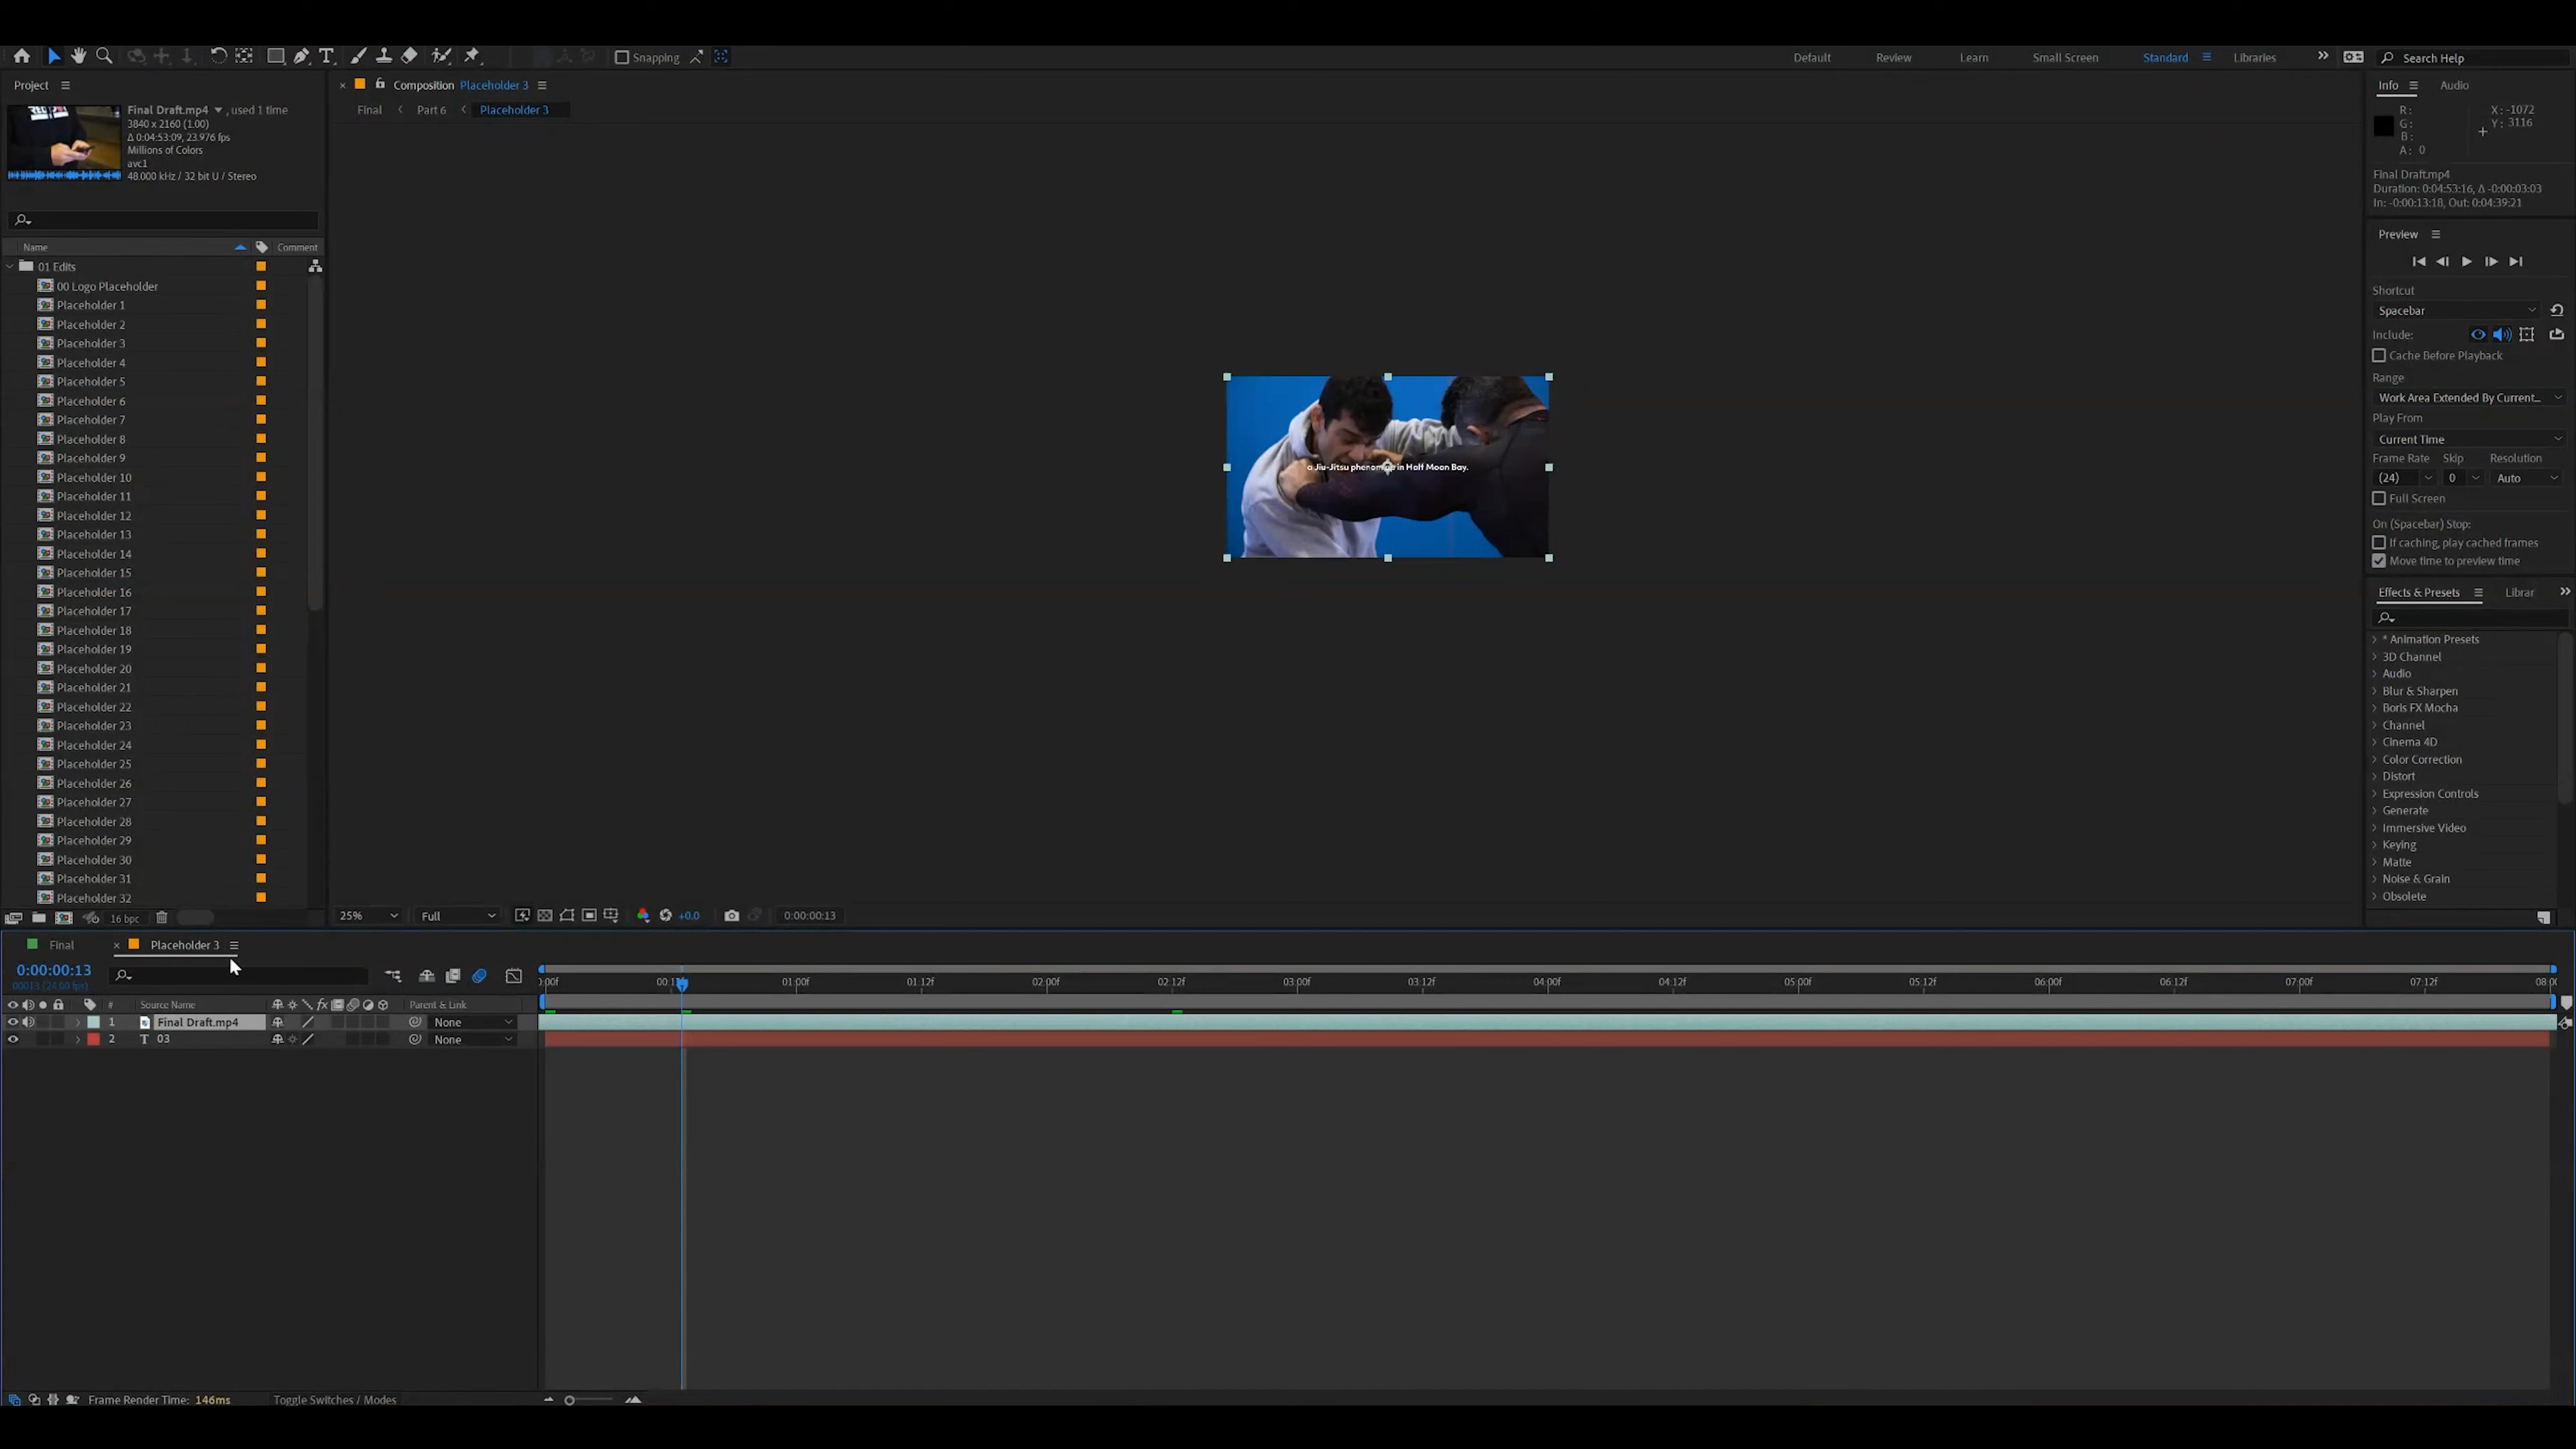 Snapping
Default
Review
Learn
Small Screen
Standard
Libraries
Search Help
Project
Final Draft.mp4 , used 1 time
3840 x 2160 (1.00)
Δ 0:04:53:09, 23.976 fps
Millions of Colors
avc1
48.000 kHz / 32 bit U / Stereo
Name
Comment
01 Edits
00 Logo Placeholder
Placeholder 1
Placeholder 2
Placeholder 3
Placeholder 4
Placeholder 5
Placeholder 6
Placeholder 7
Placeholder 8
Placeholder 9
Placeholder 10
Placeholder 11
Placeholder 12
Placeholder 13
Placeholder 14
Placeholder 15
Placeholder 16
Placeholder 17
Placeholder 18
Placeholder 19
Placeholder 20
Placeholder 21
Placeholder 22
Placeholder 23
Placeholder 24
Placeholder 25
Placeholder 26
Placeholder 27
Placeholder 28
Placeholder 29
Placeholder 30
Placeholder 31
Placeholder 32
16 bpc
Composition Placeholder 3
Final
Part 6
Placeholder 3
a Jiu-Jitsu in Half Moon Bay.
25%
Full
+0.0
0:00:00:13
Info
Audio
R:
G:
B:
A: 0
X: -1072
Y: 3116
Final Draft.mp4
Duration: 0:04:53:16, Δ -0:00:03:03
In: -0:00:13:18, Out: 0:04:39:21
Preview
Shortcut
Spacebar
Include:
Cache Before Playback
Range
Work Area Extended By Current...
Play From
Current Time
Frame Rate Skip Resolution
(24) 0 Auto
Full Screen
On (Spacebar) Stop:
If caching, play cached frames
Move time to preview time
Effects & Presets
Librar
* Animation Presets
3D Channel
Audio
Blur & Sharpen
Boris FX Mocha
Channel
Cinema 4D
Color Correction
Distort
Expression Controls
Generate
Immersive Video
Keying
Matte
Noise & Grain
Obsolete
Final
Placeholder 3
0:00:00:13
00013 (24.00 fps)
# Source Name
Parent & Link
1 Final Draft.mp4 None
2 T 03 None
01:00f
01:12f
02:00f
02:12f
03:00f
03:12f
04:00f
04:12f
05:00f
05:12f
06:00f
06:12f
07:00f
07:12f
Frame Render Time: 146ms
Toggle Switches / Modes